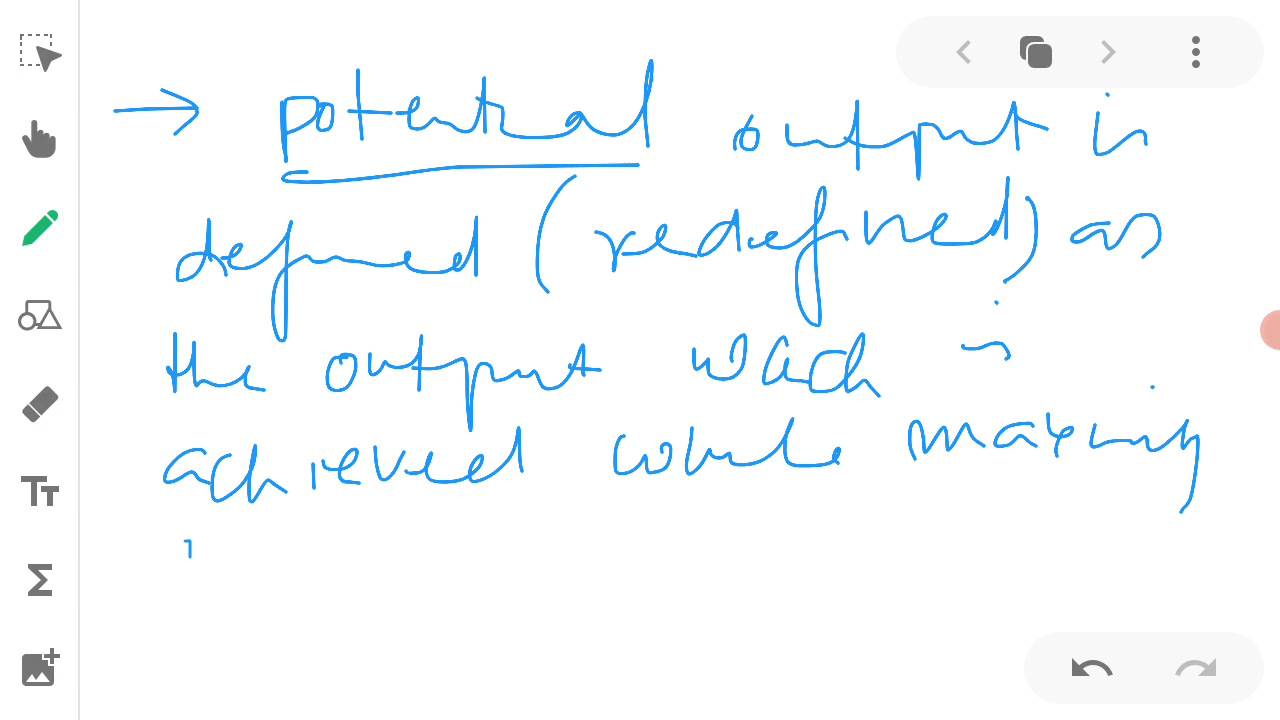 → potential output is
defined (redefined) as
the output which is
achieved while making